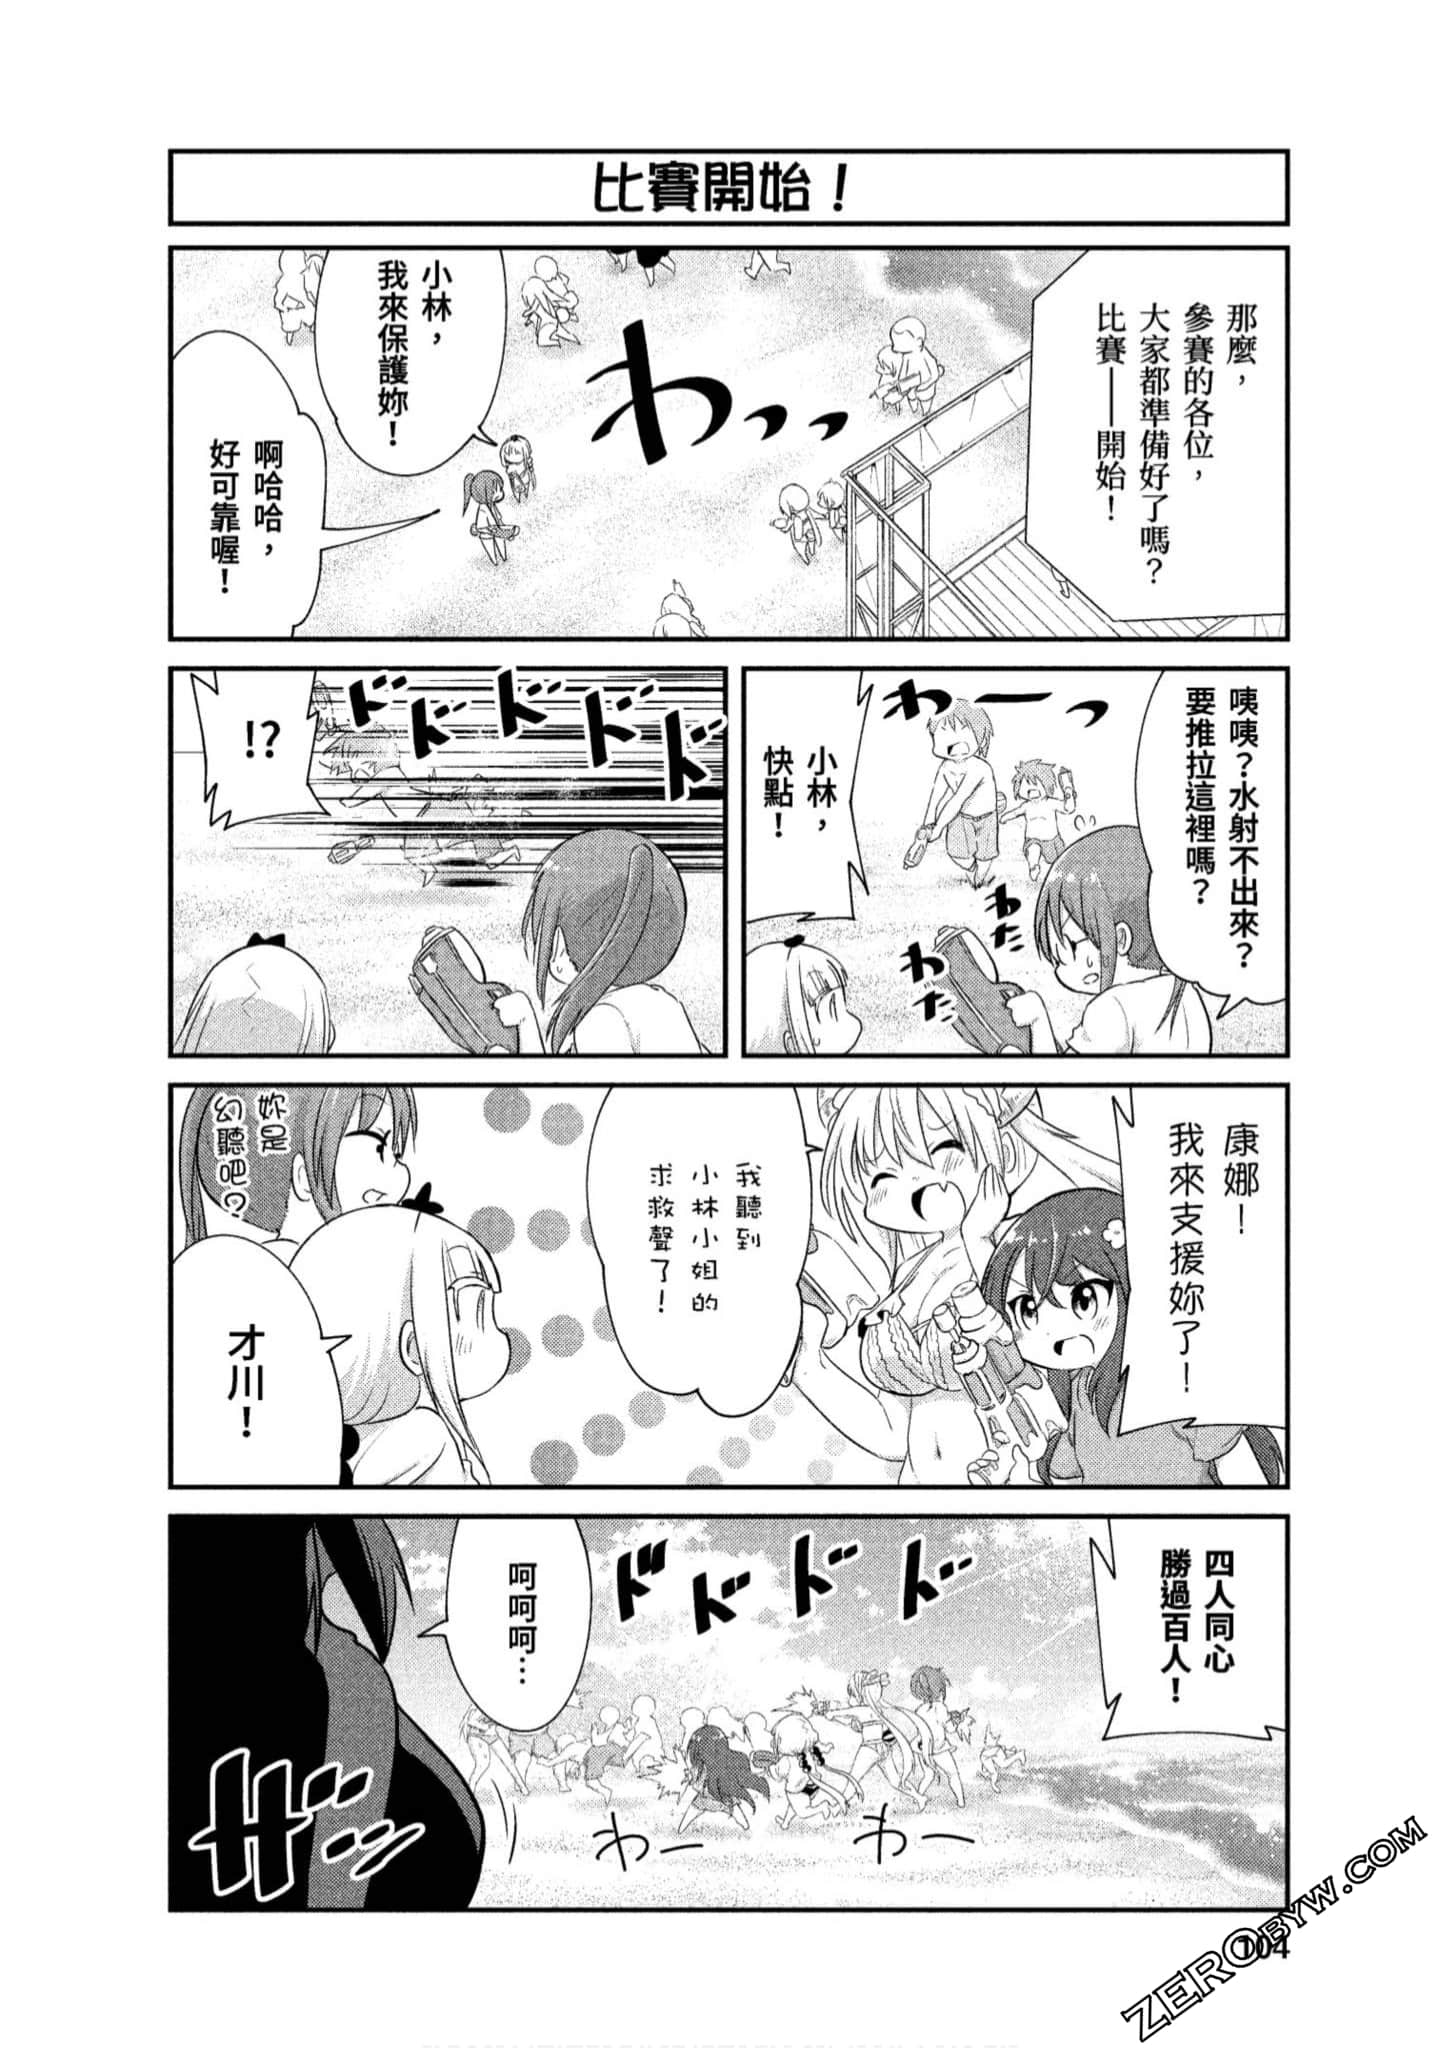 比賽開始！
那麼，
參賽的各位，
大家都準備好了嗎？
比賽——開始！
わっっ
小林，
我來保護妳！
啊哈哈，
好可靠喔！
咦咦？水射不出來？
要推拉這裡嗎？
わーっ
小林，
快點！
わた
わた
ドドドドド
!?
康娜！
我來支援妳了！
我聽到
小林小姐的
求救聲了！
妳是
幻聽吧？
才川！
四人同心
勝過百人！
ドドドド
呵呵呵…
わー
わー
ザッ
104
ZEROBYW.COM